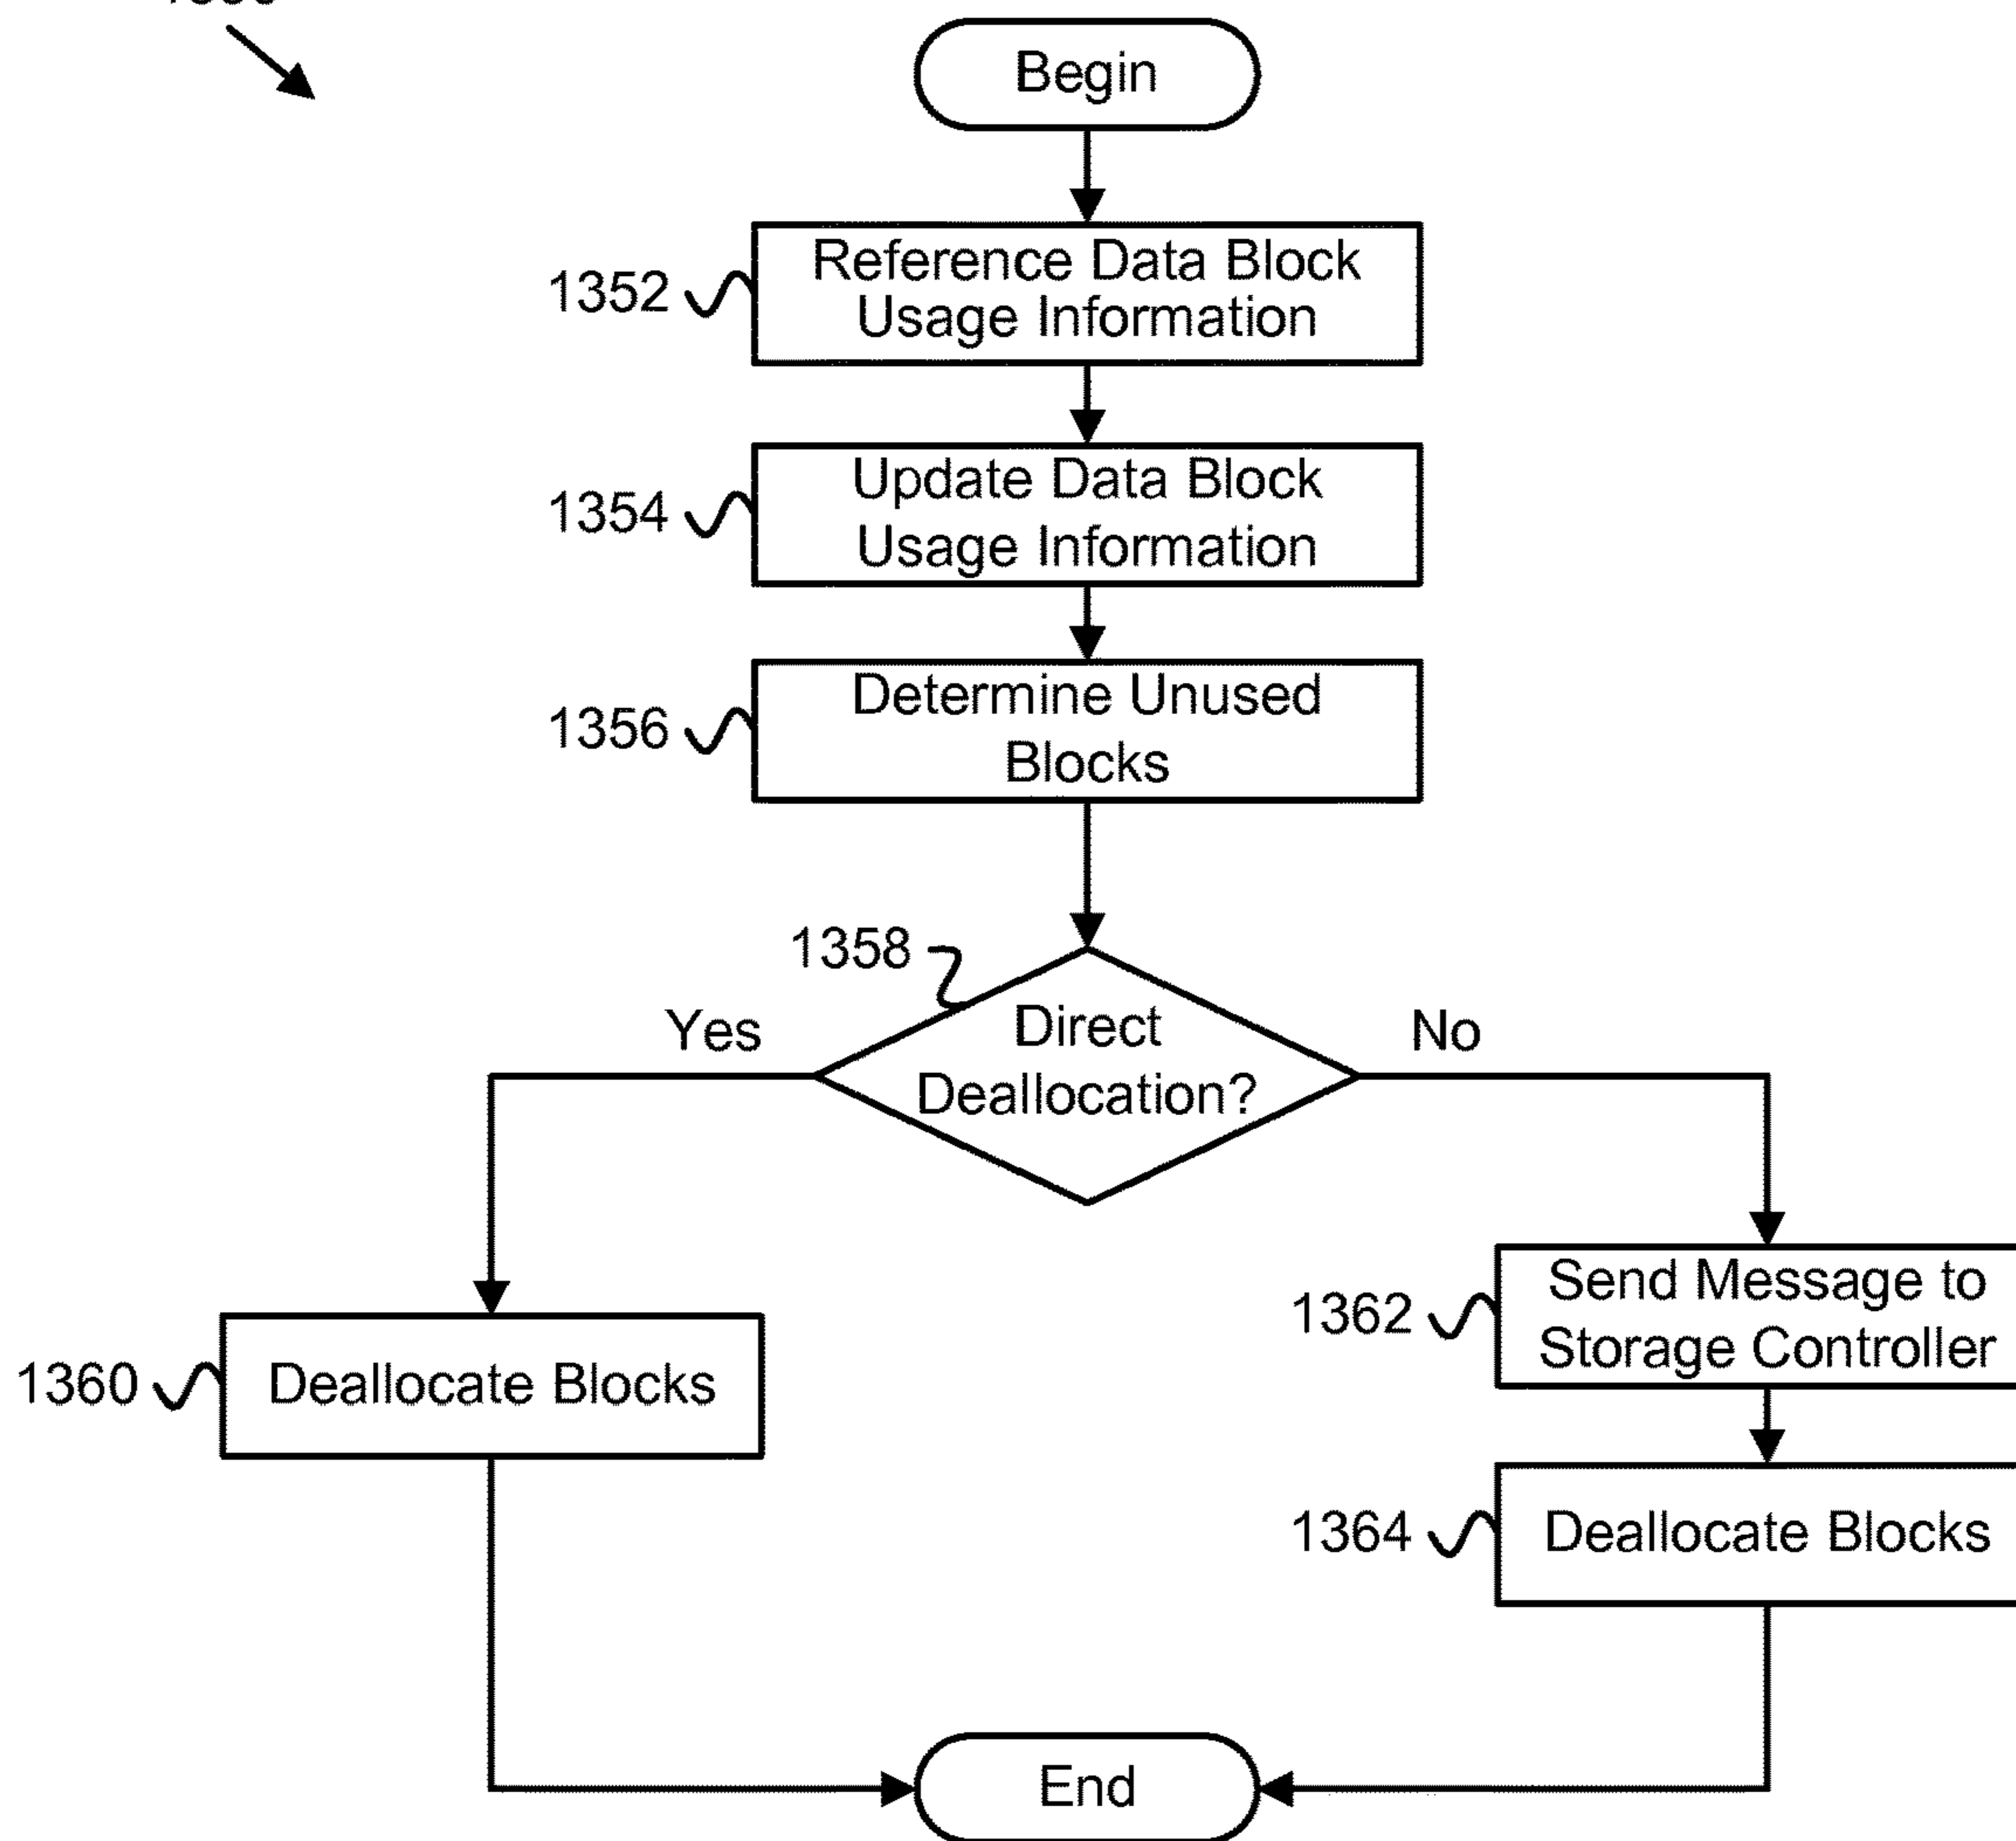 Begin
1352
Reference Data Block
Usage Information
1354
Update Data Block
Usage Information
1356
Determine Unused
Blocks
1358
Yes
Direct
Deallocation?
No
1362
Send Message to
Storage Controller
1360
Deallocate Blocks
1364
Deallocate Blocks
End